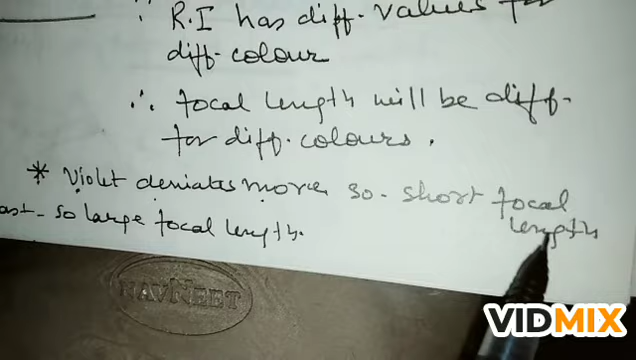 ∵ R.I has diff. values for
diff. colour
∴ focal length will be diff.
for diff. colours.
* Violet deviates more so - short focal
length
ast - so large focal length.
NAVNEET
VIDMIX